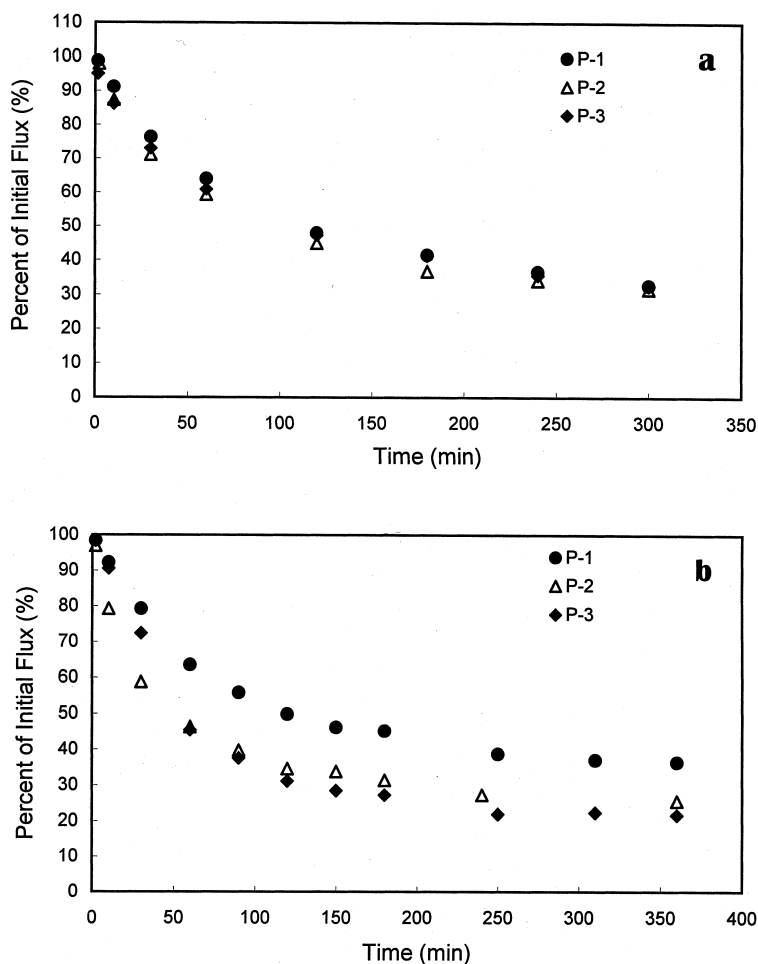 110
100
90
80
70
60
50
40
30
20
10
0
Percent of Initial Flux (%)
P-1
P-2
P-3
a
0 50 100 150 200 250 300 350
Time (min)
100
90
80
70
60
50
40
30
20
10
0
Percent of Initial Flux (%)
P-1
P-2
P-3
b
0 50 100 150 200 250 300 350 400
Time (min)